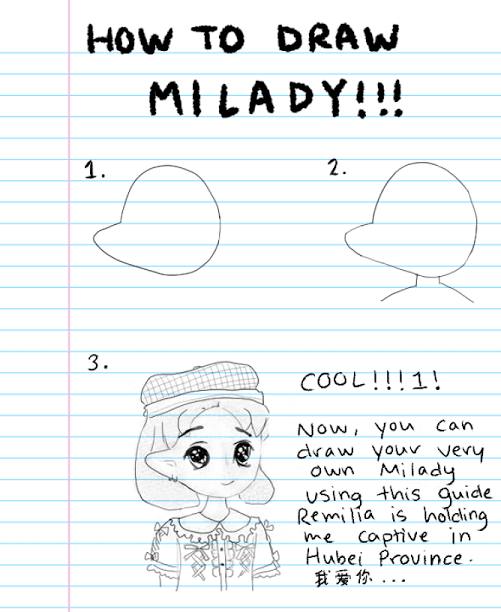 HOW TO DRAW
MILADY!!!
1.
2.
3.
COOL!!!1!
Now, you can
draw your very
own Milady
using this guide
Remilia is holding
me captive in
Hubei Province.
我爱你...